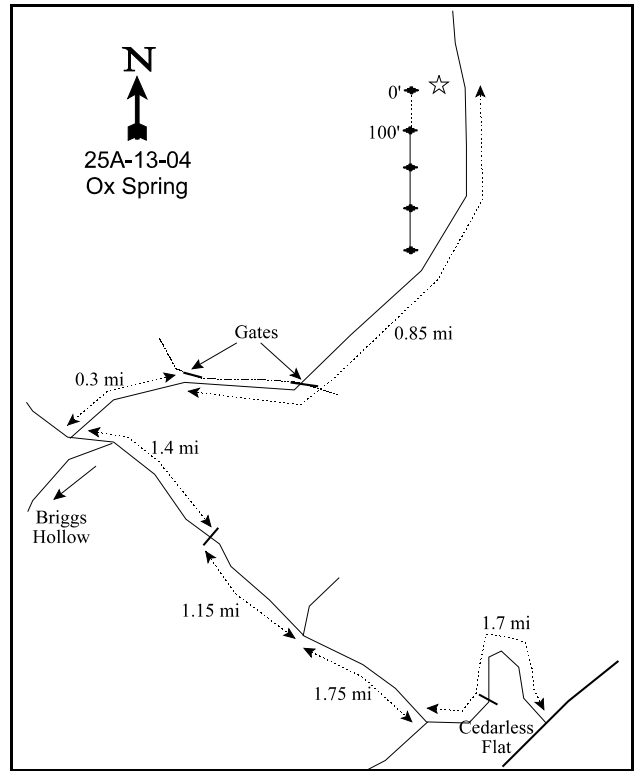 N
25A-13-04
Ox Spring
0'
100'
Gates
0.85 mi
0.3 mi
1.4 mi
Briggs
Hollow
1.15 mi
1.7 mi
1.75 mi
Cedarless
Flat